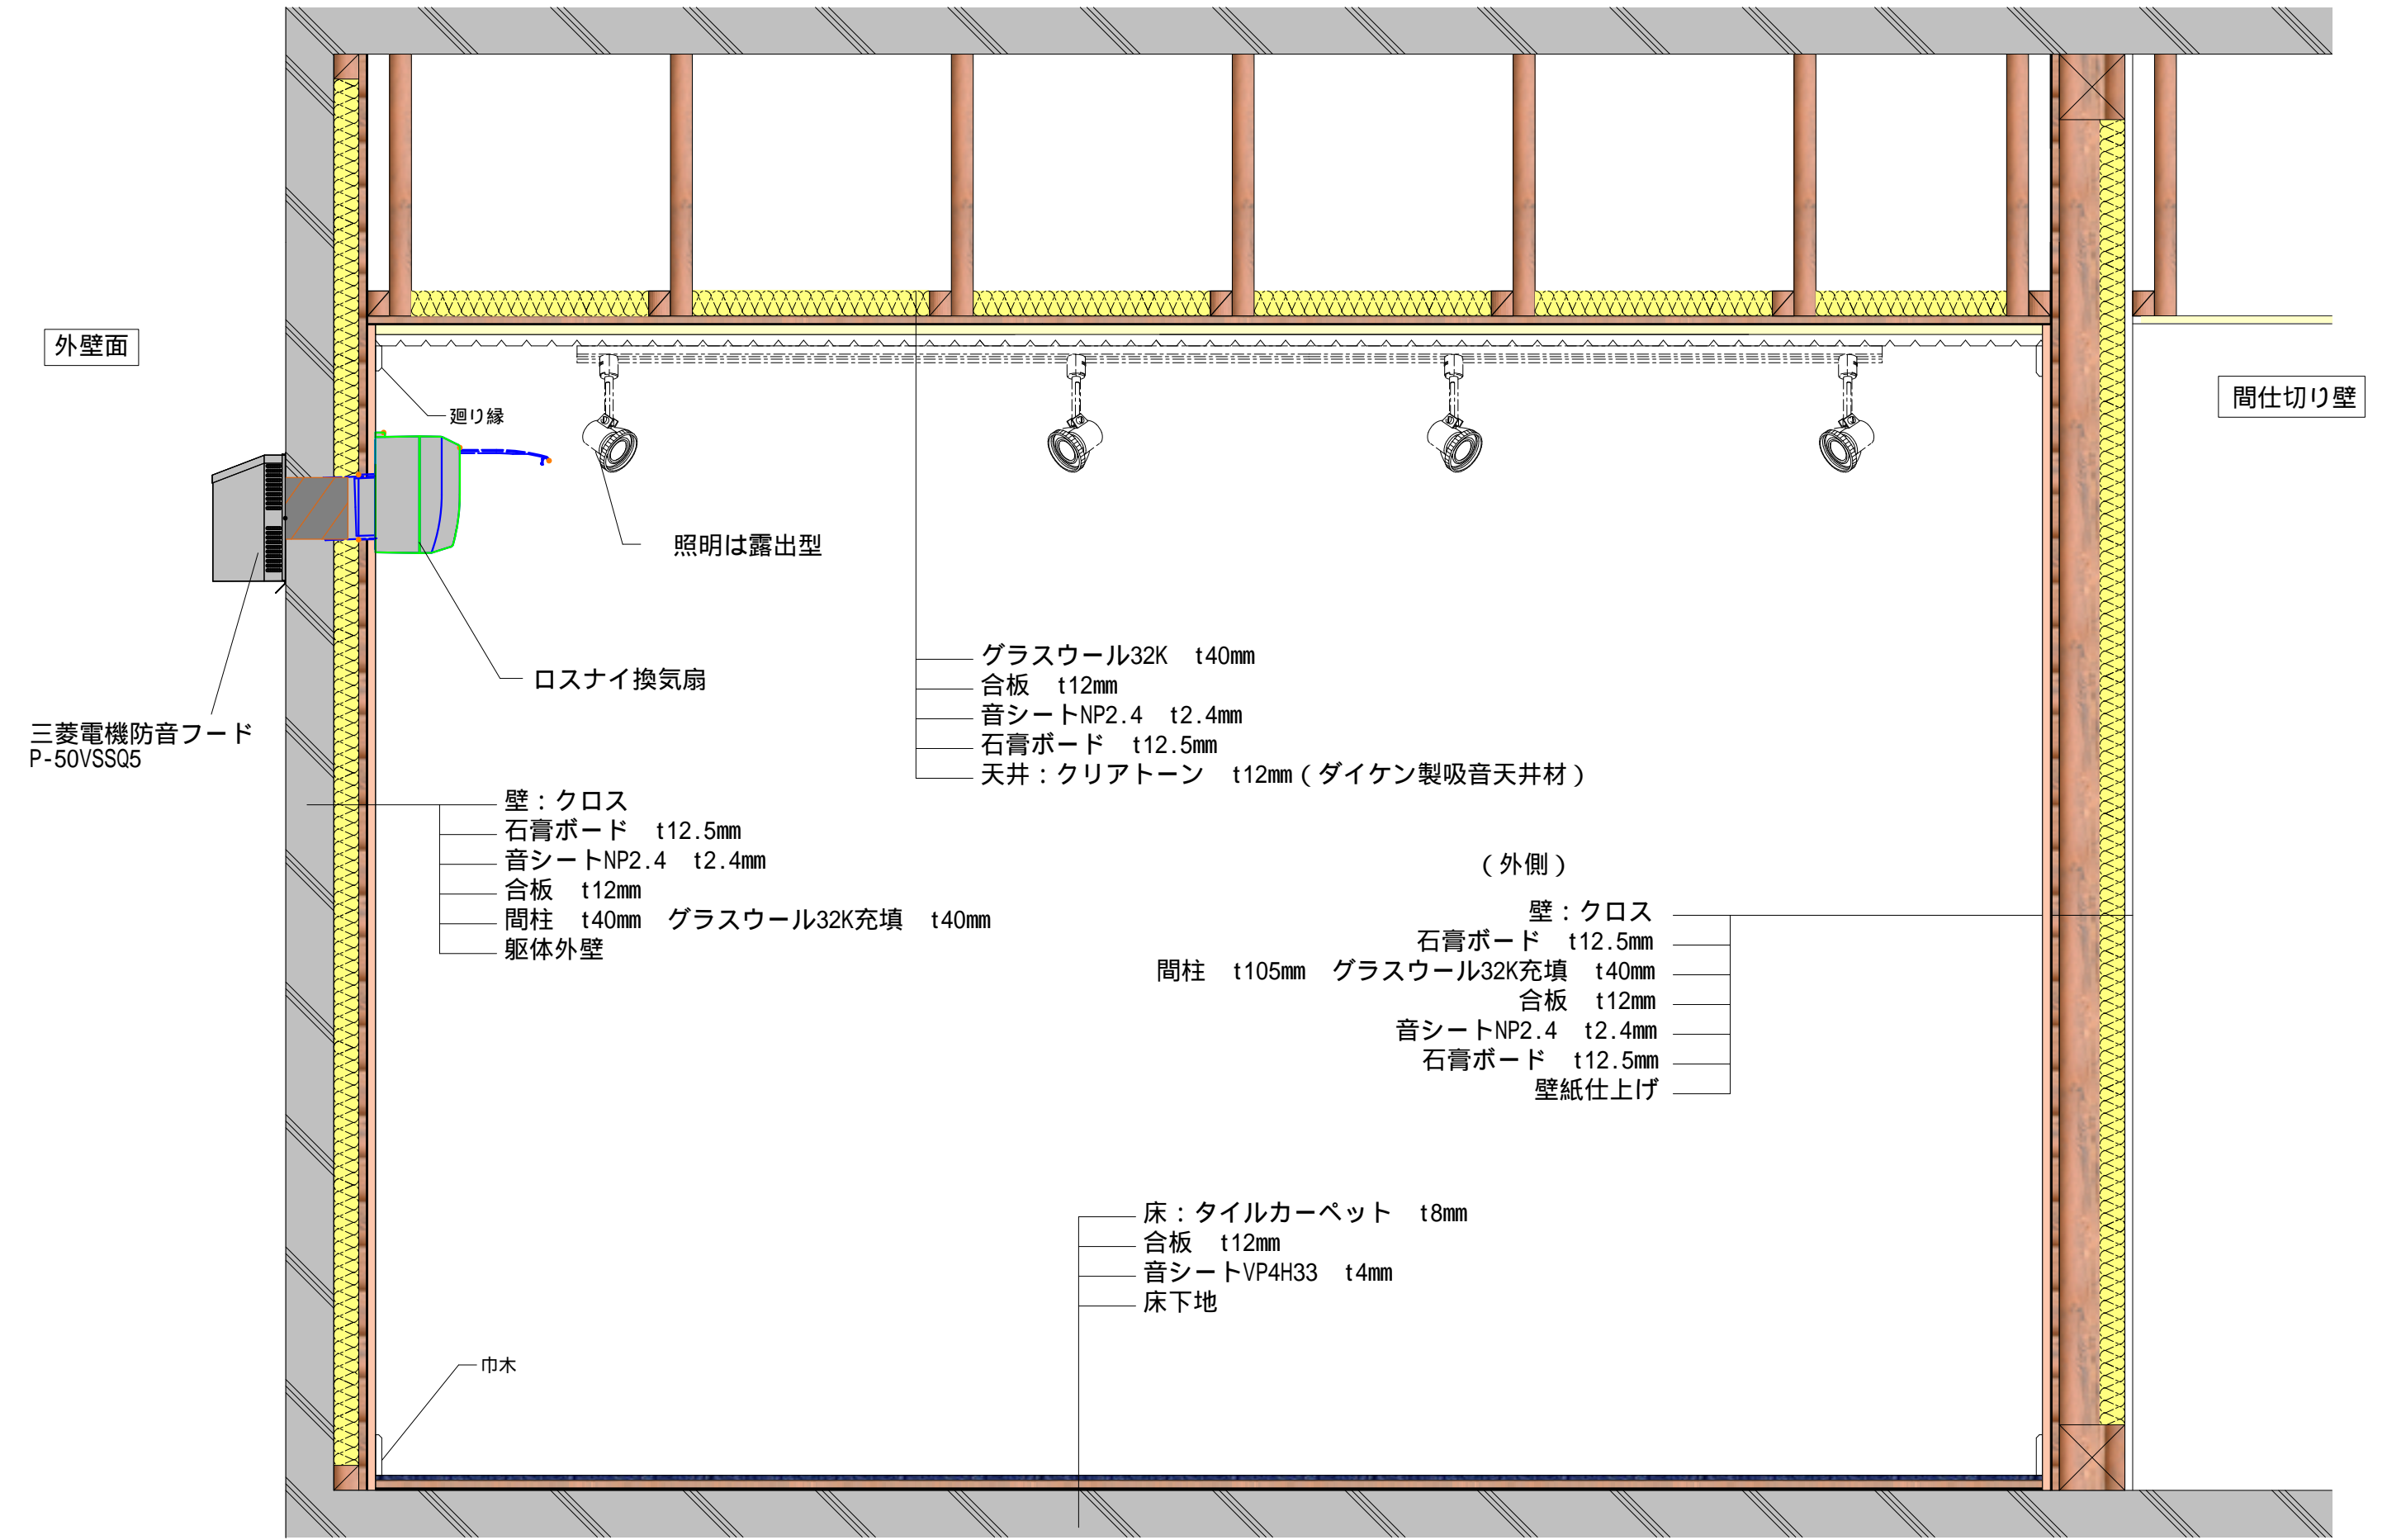 外壁面
間仕切り壁
廻り縁
照明は露出型
ロスナイ換気扇
三菱電機防音フード
P-50VSSQ5
グラスウール32K　t40mm
合板　t12mm
音シートNP2.4　t2.4mm
石膏ボード　t12.5mm
天井：クリアトーン　t12mm（ダイケン製吸音天井材）
壁：クロス
石膏ボード　t12.5mm
音シートNP2.4　t2.4mm
合板　t12mm
間柱　t40mm　グラスウール32K充填　t40mm
躯体外壁
（外側）
壁：クロス
石膏ボード　t12.5mm
間柱　t105mm　グラスウール32K充填　t40mm
合板　t12mm
音シートNP2.4　t2.4mm
石膏ボード　t12.5mm
壁紙仕上げ
床：タイルカーペット　t8mm
合板　t12mm
音シートVP4H33　t4mm
床下地
巾木